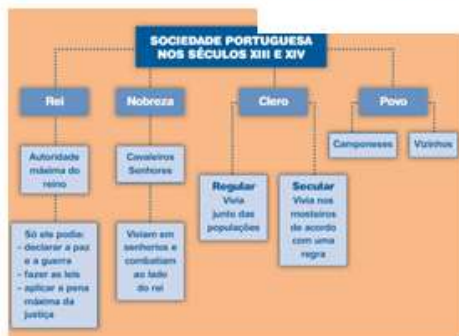 SOCIEDADE PORTUGUESA
NOS SÉCULOS XIII E XIV
Rei
Nobreza
Clero
Povo
Autoridade
máxima do
reino
Cavaleiros
Senhores
Camponeses
Vizinhos
Regular
Vivia
junto das
populações
Secular
Vivia nos
mosteiros
de acordo
com uma
regra
Só ele podia:
- declarar a paz
e a guerra
- fazer as leis
- aplicar a pena
máxima da
justiça
Viviam em
senhorios e
combatiam
ao lado
do rei